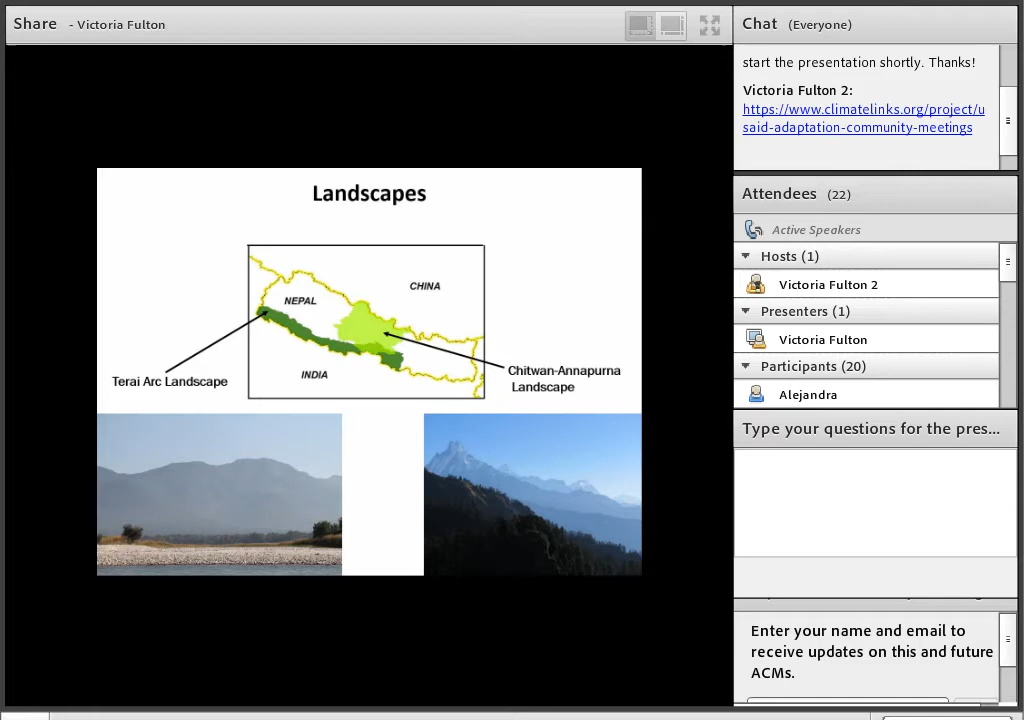 Share - Victoria Fulton
Landscapes
CHINA
NEPAL
INDIA
Terai Arc Landscape
Chitwan-Annapurna
Landscape
Chat (Everyone)
start the presentation shortly. Thanks!
Victoria Fulton 2:
https://www.climatelinks.org/project/u
said-adaptation-community-meetings
Attendees (22)
Active Speakers
Hosts (1)
Victoria Fulton 2
Presenters (1)
Victoria Fulton
Participants (20)
Alejandra
Type your questions for the pres...
Enter your name and email to
receive updates on this and future
ACMs.